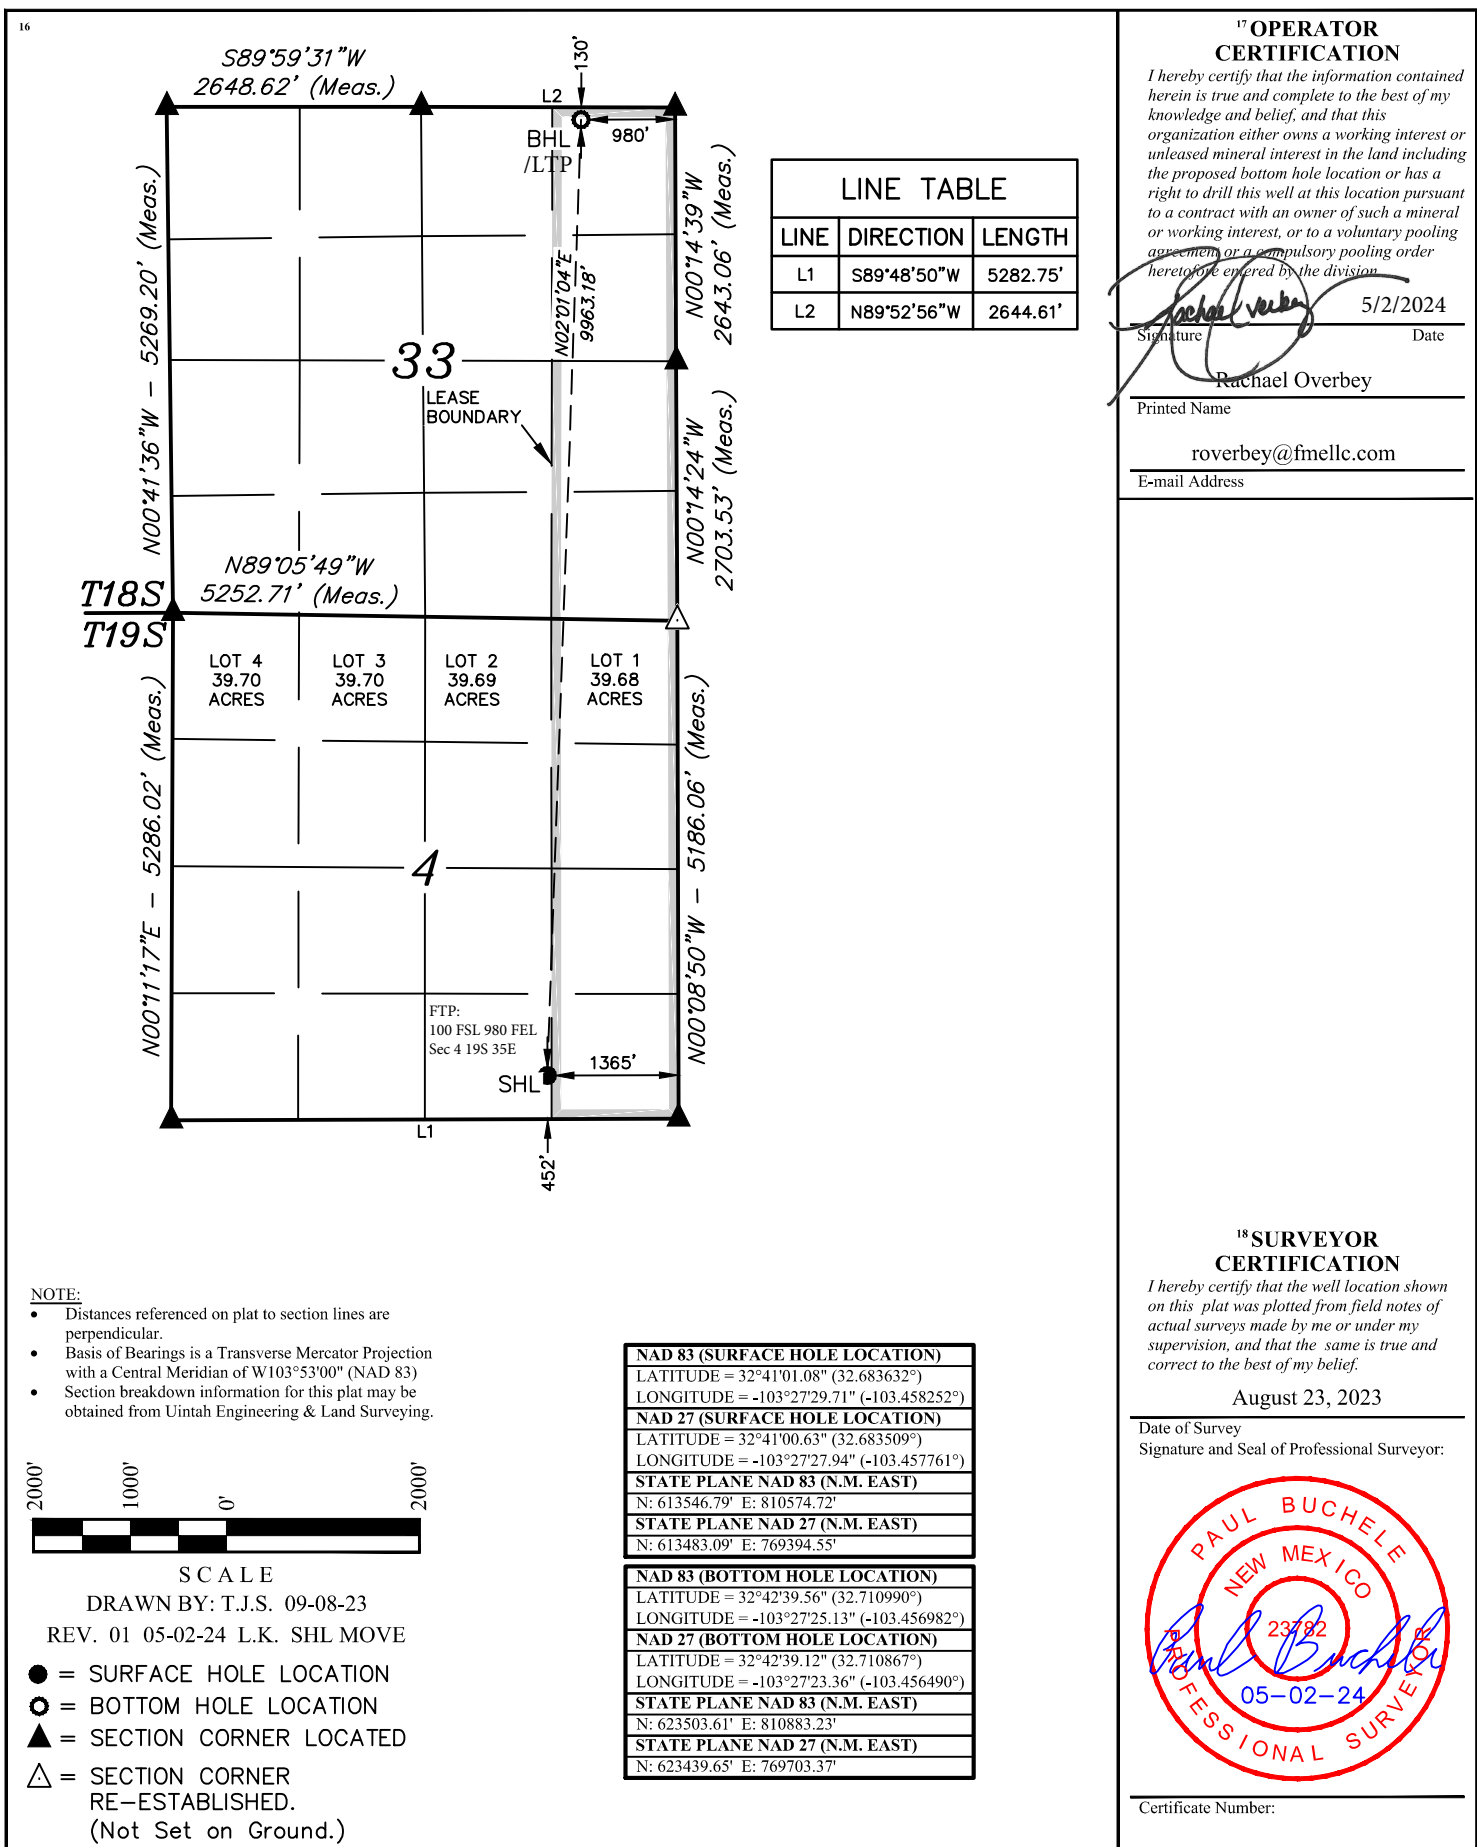 16
S89°59'31"W
2648.62' (Meas.)
130'
L2
980'
BHL
/LTP
N00°41'36"W – 5269.20' (Meas.)
N02°01'04"E
9963.18'
N00°14'39"W
2643.06' (Meas.)
33
LEASE
BOUNDARY
N00°14'24"W
2703.53' (Meas.)
N89°05'49"W
5252.71' (Meas.)
T18S
T19S
LOT 4
39.70
ACRES
LOT 3
39.70
ACRES
LOT 2
39.69
ACRES
LOT 1
39.68
ACRES
N00°11'17"E – 5286.02' (Meas.)
4
N00°08'50"W – 5186.06' (Meas.)
FTP:
100 FSL 980 FEL
Sec 4 19S 35E
1365'
SHL
L1
452'
LINE TABLE
LINE DIRECTION LENGTH
L1 S89°48'50"W 5282.75'
L2 N89°52'56"W 2644.61'
17 OPERATOR
CERTIFICATION
I hereby certify that the information contained
herein is true and complete to the best of my
knowledge and belief, and that this
organization either owns a working interest or
unleased mineral interest in the land including
the proposed bottom hole location or has a
right to drill this well at this location pursuant
to a contract with an owner of such a mineral
or working interest, or to a voluntary pooling
agreement or a compulsory pooling order
heretofore entered by the division.
Rachael Overbey
5/2/2024
Signature Date
Rachael Overbey
Printed Name
roverbey@fmellc.com
E-mail Address
NOTE:
• Distances referenced on plat to section lines are
perpendicular.
• Basis of Bearings is a Transverse Mercator Projection
with a Central Meridian of W103°53'00" (NAD 83)
• Section breakdown information for this plat may be
obtained from Uintah Engineering & Land Surveying.
2000' 1000' 0' 2000'
SCALE
DRAWN BY: T.J.S. 09-08-23
REV. 01 05-02-24 L.K. SHL MOVE
= SURFACE HOLE LOCATION
= BOTTOM HOLE LOCATION
= SECTION CORNER LOCATED
= SECTION CORNER
RE-ESTABLISHED.
(Not Set on Ground.)
NAD 83 (SURFACE HOLE LOCATION)
LATITUDE = 32°41'01.08" (32.683632°)
LONGITUDE = -103°27'29.71" (-103.458252°)
NAD 27 (SURFACE HOLE LOCATION)
LATITUDE = 32°41'00.63" (32.683509°)
LONGITUDE = -103°27'27.94" (-103.457761°)
STATE PLANE NAD 83 (N.M. EAST)
N: 613546.79' E: 810574.72'
STATE PLANE NAD 27 (N.M. EAST)
N: 613483.09' E: 769394.55'
NAD 83 (BOTTOM HOLE LOCATION)
LATITUDE = 32°42'39.56" (32.710990°)
LONGITUDE = -103°27'25.13" (-103.456982°)
NAD 27 (BOTTOM HOLE LOCATION)
LATITUDE = 32°42'39.12" (32.710867°)
LONGITUDE = -103°27'23.36" (-103.456490°)
STATE PLANE NAD 83 (N.M. EAST)
N: 623503.61' E: 810883.23'
STATE PLANE NAD 27 (N.M. EAST)
N: 623439.65' E: 769703.37'
18 SURVEYOR
CERTIFICATION
I hereby certify that the well location shown
on this plat was plotted from field notes of
actual surveys made by me or under my
supervision, and that the same is true and
correct to the best of my belief.
August 23, 2023
Date of Survey
Signature and Seal of Professional Surveyor:
PAUL BUCHELE
NEW MEXICO
23782
Paul Buchele
05-02-24
PROFESSIONAL SURVEYOR
Certificate Number: